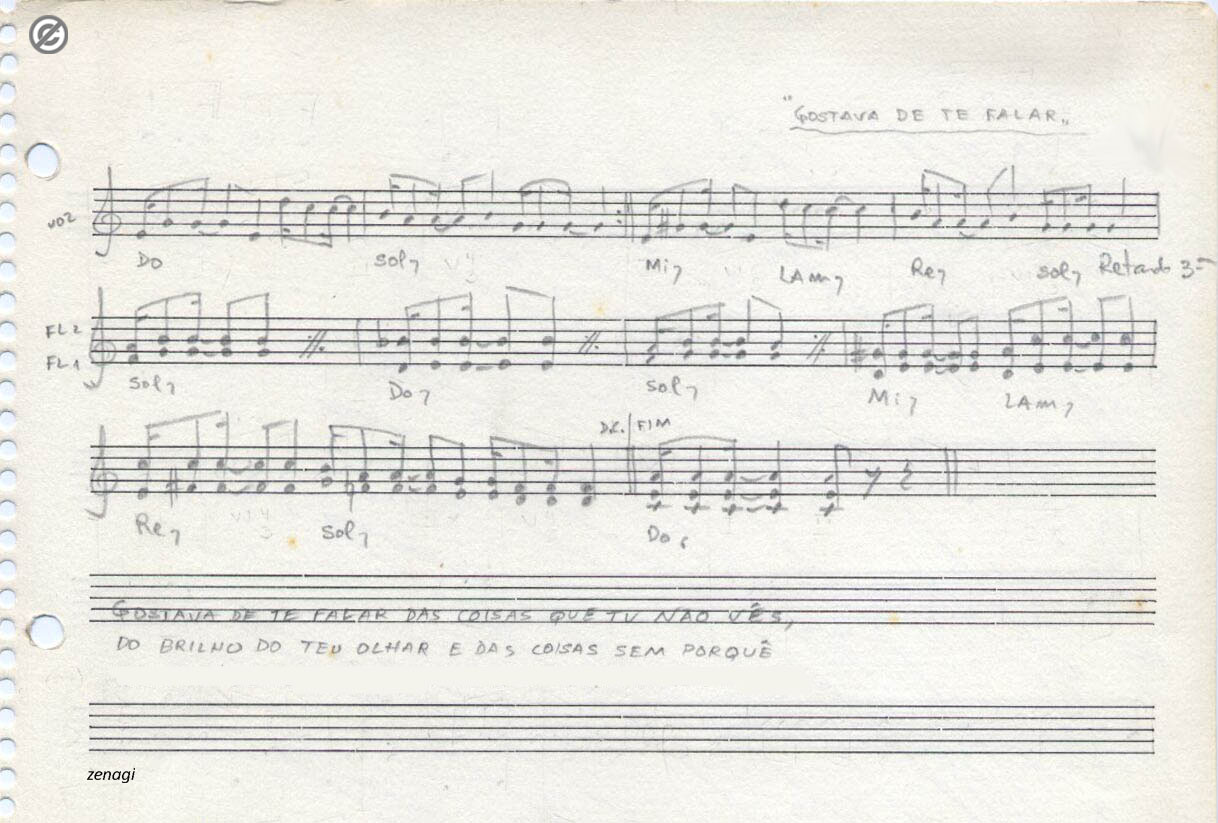 "GOSTAVA DE TE FALAR"
VOZ
DO SOL7 MI7 LAm7 RE7 SOL7
FL2
FL1
SOL7 DO7 SOL7 MI7 LAm7
D.C. FIM
RE7 SOL7 DO6
GOSTAVA DE TE FALAR DAS COISAS QUE TU NÃO VÊS,
DO BRILHO DO TEU OLHAR E DAS COISAS SEM PORQUÊ
zenagi